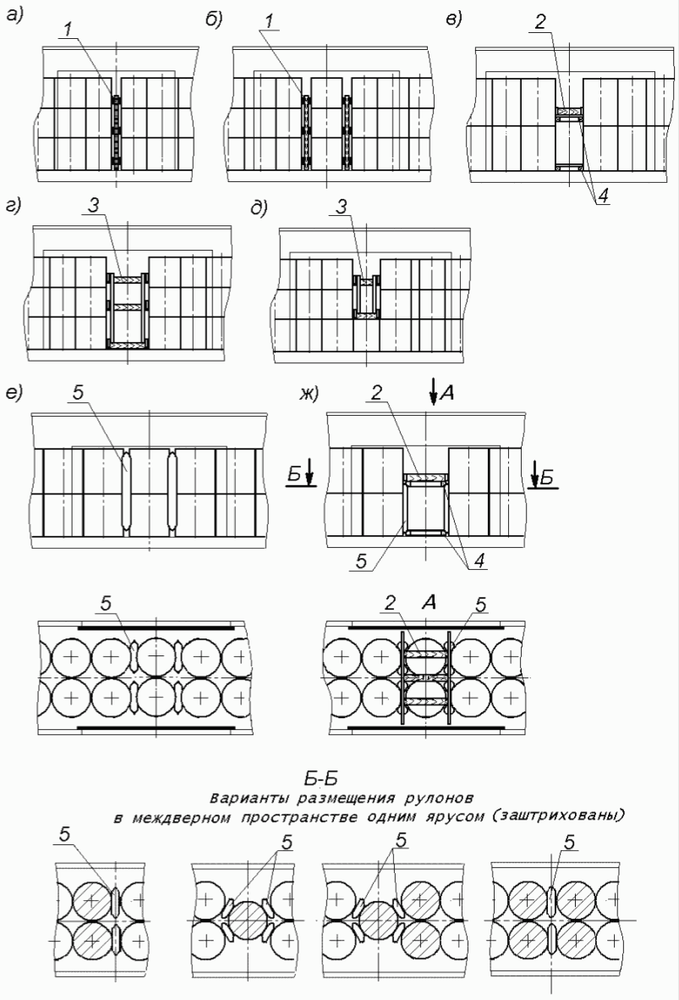 а)
1
б)
1
в)
2
4
г)
3
д)
3
е)
5
ж)
2
А
Б
Б
5
4
5
2
А
5
Б-Б
Варианты размещения рулонов
в междверном пространстве одним ярусом (заштрихованы)
5
5
5
5